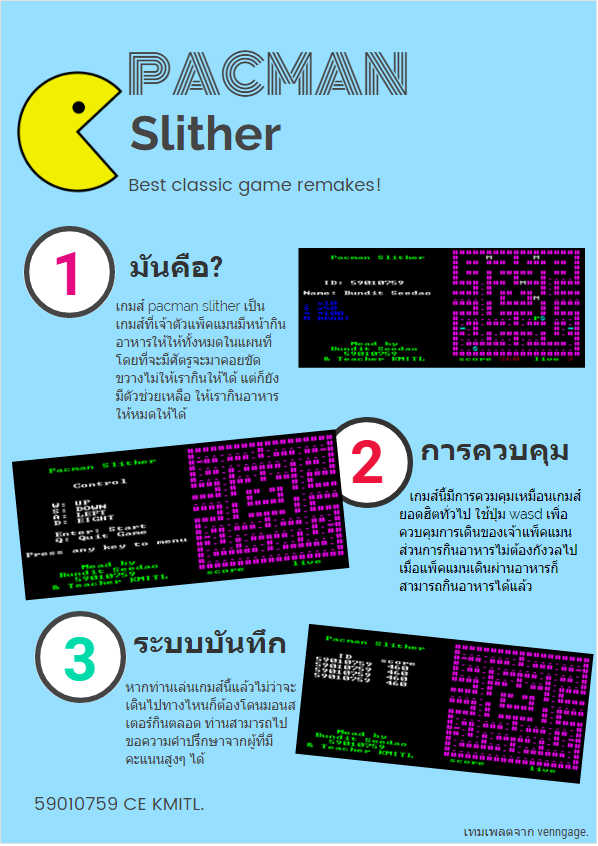 PACMAN
Slither
Best classic game remakes!
1
มันคือ?
เกมส์ pacman slither เป็น
เกมส์ที่เจ้าตัวแพ็คแมนมีหน้ากิน
อาหารให้ให้ทั้งหมดในแผนที่
โดยที่จะมีศัตรูจะมาคอยขัด
ขวางไม่ให้เรากินให้ได้ แต่ก็ยัง
มีตัวช่วยเหลือ ให้เรากินอาหาร
ให้หมดให้ได้
Pacman Slither
ID: 59010759
Name: Bundit Seedao
Mead by
Bundit Seedao
59010759
& Teacher KMITL
score
live
2
การควบคุม
เกมส์นี้มีการควมคุมเหมือนเกมส์
ยอดฮิตทั่วไป ใช้ปุ่ม wasd เพื่อ
ควบคุมการเดินของเจ้าแพ็คแมน
ส่วนการกินอาหารไม่ต้องกังวลไป
เมื่อแพ็คแมนเดินผ่านอาหารก็
สามารถกินอาหารได้แล้ว
Pacman Slither
Control
W: UP
S: DOWN
A: LEFT
D: EIGHT
Enter: Start
Q: Quit Game
Press any key to menu
Mead by
Bundit Seedao
59010759
& Teacher KMITL
score
live
3
ระบบบันทึก
หากท่านเล่นเกมส์นี้แล้วไม่ว่าจะ
เดินไปทางไหนก็ต้องโดนมอนส
เตอร์กินตลอด ท่านสามารถไป
ขอความคำปรึกษาจากผู้ที่มี
คะแนนสูงๆ ได้
Pacman Slither
ID score
59010759 460
59010759 460
59010759 460
59010759 460
Mead by
Bundit Seedao
59010759
& Teacher KMITL
score
live
59010759 CE KMITL.
เทมเพลตจาก venngage.